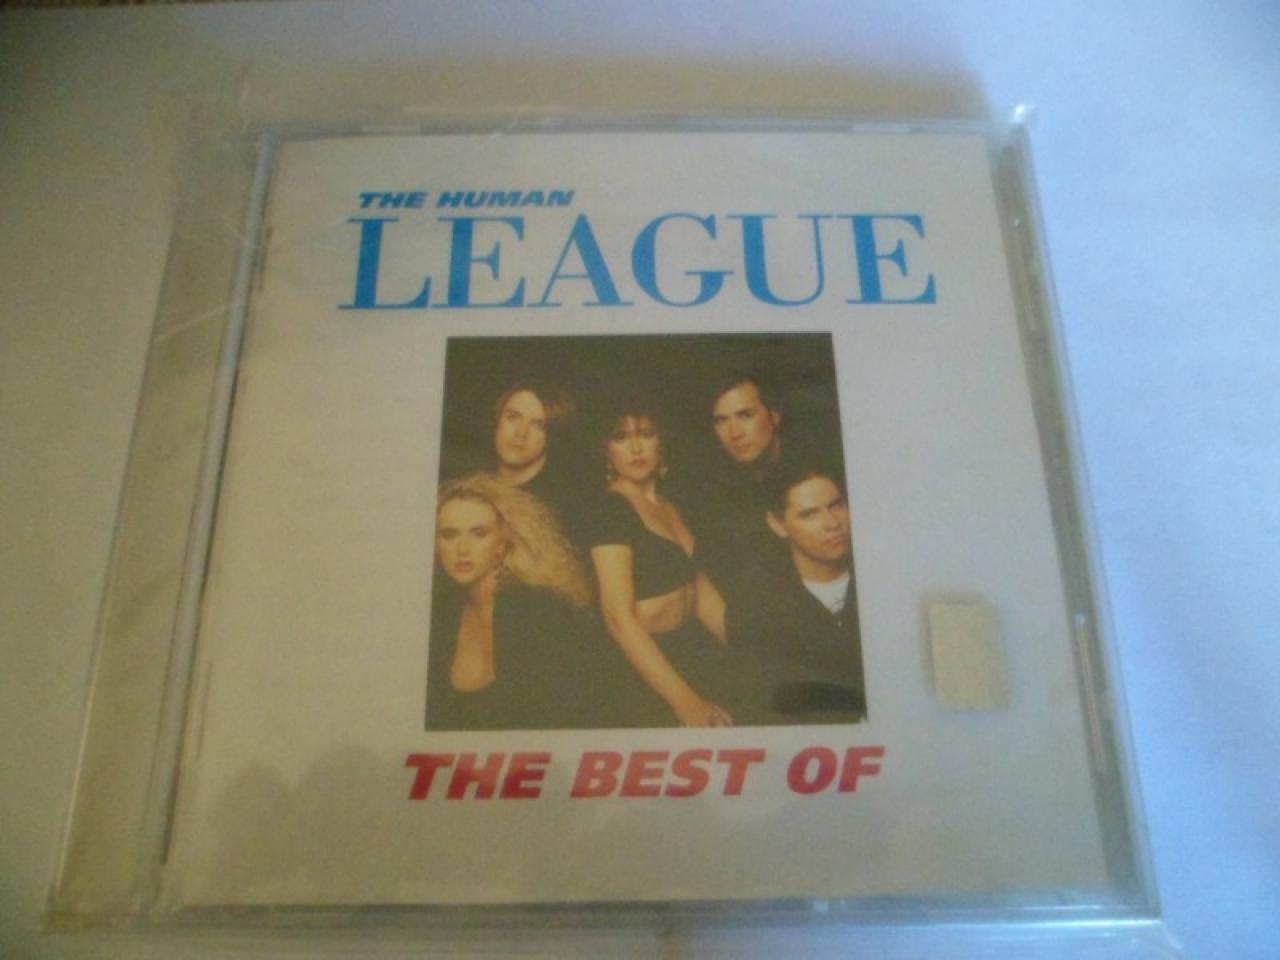 THE HUMAN
LEAGUE
THE BEST OF